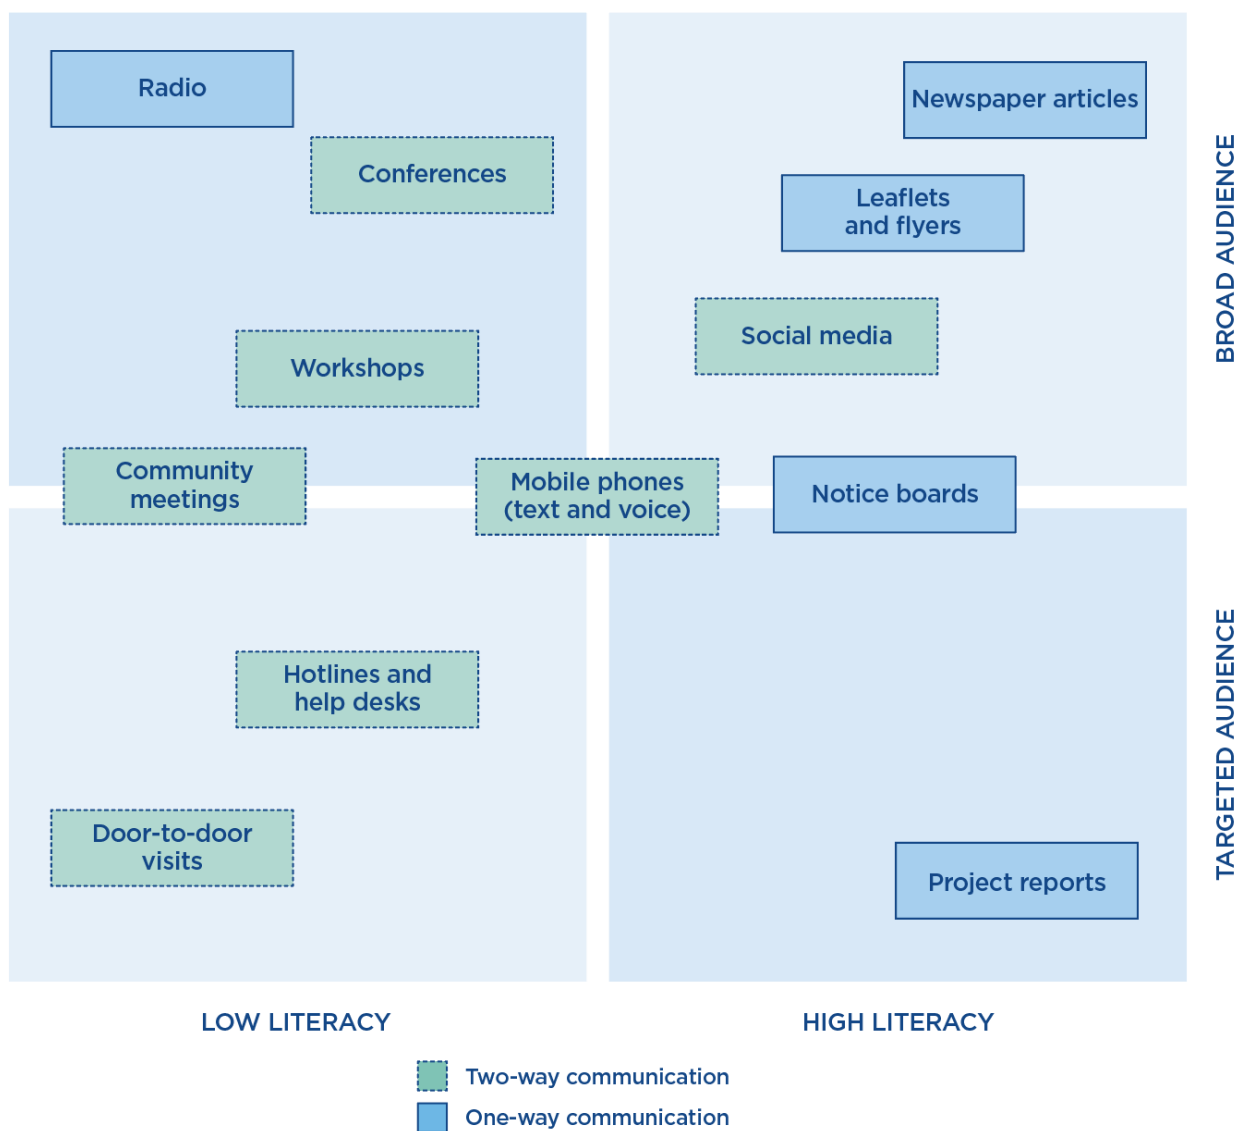 Radio
Conferences
Workshops
Community
meetings
Newspaper articles
Leaflets
and flyers
Social media
Mobile phones
(text and voice)
Notice boards
Hotlines and
help desks
Door-to-door
visits
Project reports
BROAD AUDIENCE
TARGETED AUDIENCE
LOW LITERACY
HIGH LITERACY
Two-way communication
One-way communication